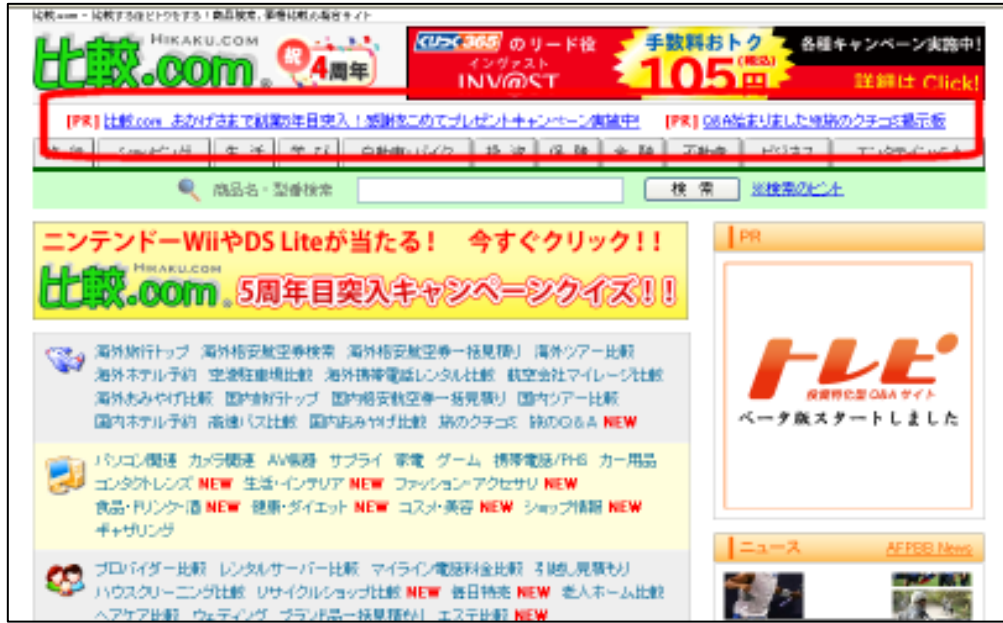 比較.com - 比較するほどトクをする！商品検索、価格比較の総合サイト
HIKAKU.COM
比較.com®
祝4周年
くりっく365 のリード役
インヴァスト
INV@ST
手数料おトク
105円(税込)
各種キャンペーン実施中!
詳細は Click!
[PR] 比較.com おかげさまで創業5年目突入！感謝をこめてプレゼントキャンペーン実施中!! [PR] Q&A始まりました♪旅のクチコミ掲示板
生活 学び 自動車・バイク 投資 保険 金融 不動産 ビジネス
商品名・型番検索
検 索
※検索のヒント
ニンテンドーWiiやDS Liteが当たる！ 今すぐクリック！！
HIKAKU.COM
比較.com®
5周年目突入キャンペーンクイズ！！
PR
トレピ
投資特化型 Q&A サイト
ベータ版スタートしました
海外旅行トップ 海外格安航空券検索 海外格安航空券一括見積り 海外ツアー比較
海外ホテル予約 空港駐車場比較 海外携帯電話レンタル比較 航空会社マイレージ比較
海外おみやげ比較 国内旅行トップ 国内格安航空券一括見積り 国内ツアー比較
国内ホテル予約 高速バス比較 国内おみやげ比較 旅のクチコミ 旅のQ&A NEW
パソコン関連 カメラ関連 AV機器 サプライ 家電 ゲーム 携帯電話/PHS カー用品
コンタクトレンズ NEW 生活・インテリア NEW ファッション・アクセサリ NEW
食品・ドリンク・酒 NEW 健康・ダイエット NEW コスメ・美容 NEW ショップ情報 NEW
ギャザリング
ニュース
AFPBB News
プロバイダー比較 レンタルサーバー比較 マイライン電話料金比較 引越し見積もり
ハウスクリーニング比較 リサイクルショップ比較 NEW 毎日特売 NEW 老人ホーム比較
ヘアケア比較 ウェディング ブランド品一括見積もり エステ比較 NEW